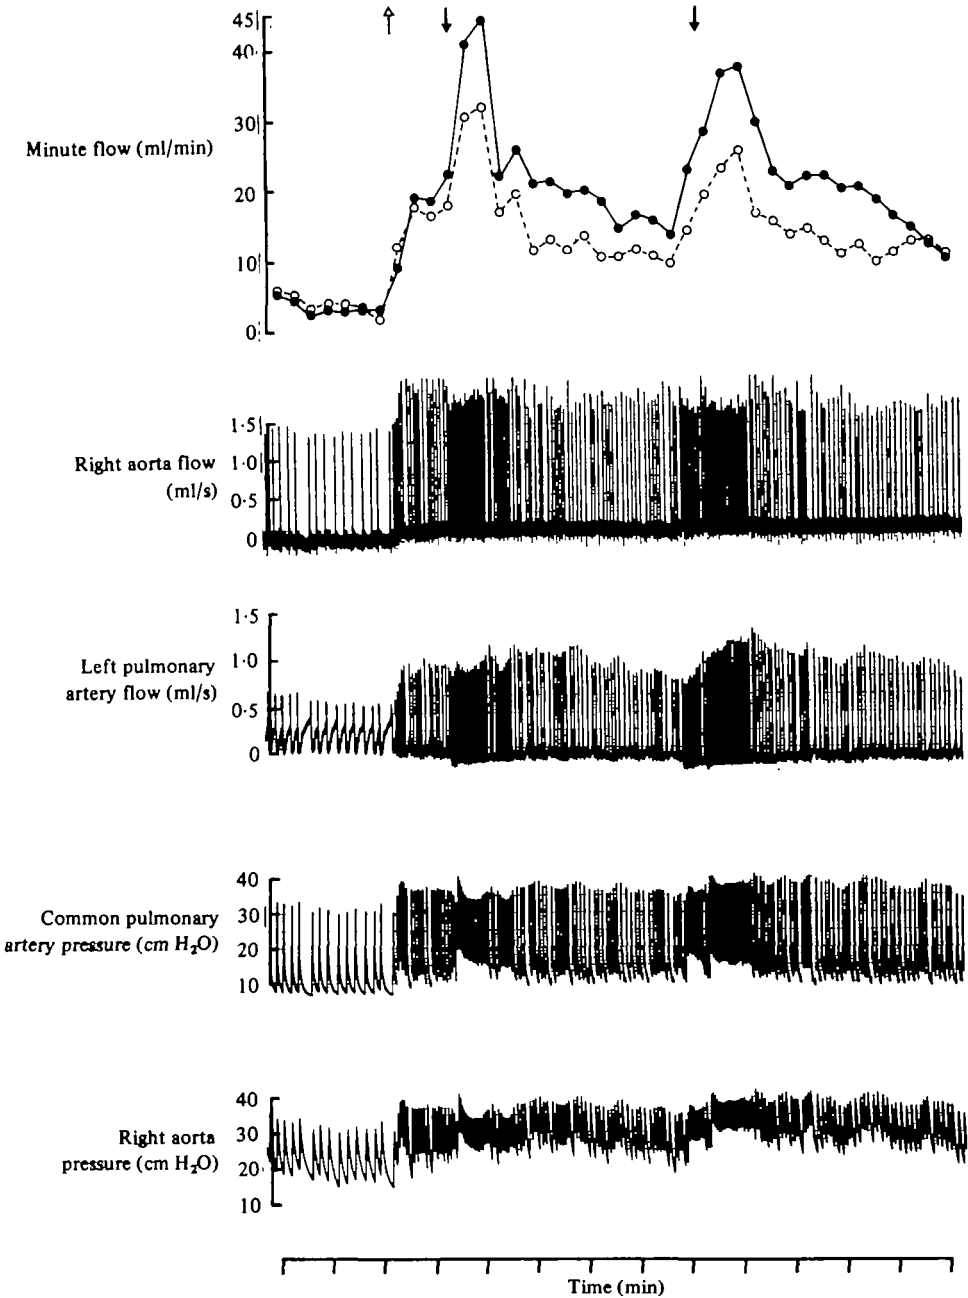 45
40
Minute flow (ml/min)
30
20
10
0
1·5
Right aorta flow
(ml/s)
1·0
0·5
0
1·5
Left pulmonary
artery flow (ml/s)
1·0
0·5
0
40
Common pulmonary
artery pressure (cm H₂O)
30
20
10
40
Right aorta
pressure (cm H₂O)
30
20
10
Time (min)